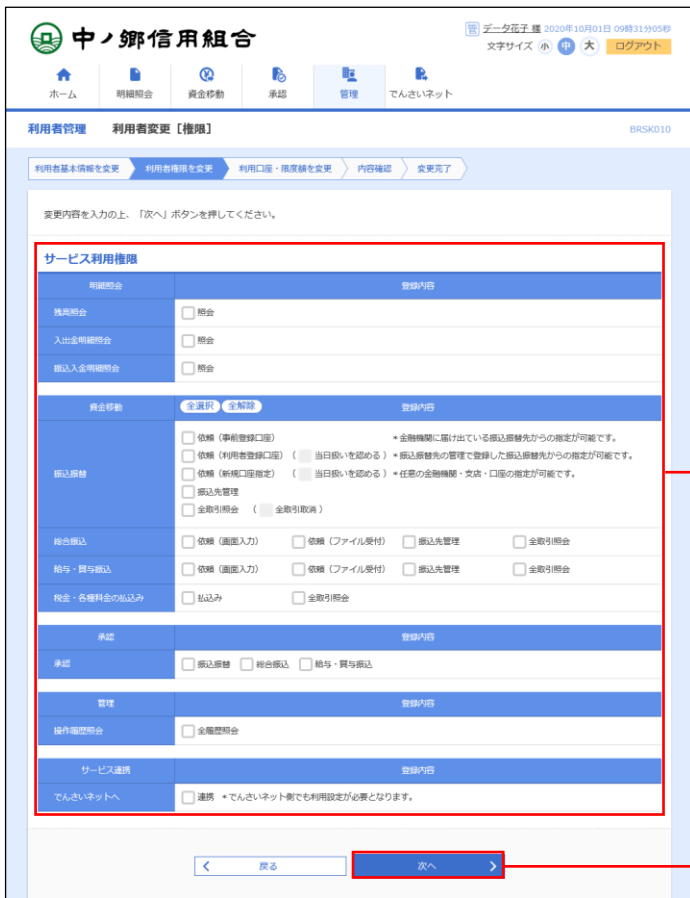 中ノ郷信用組合
管 データ花子 様 2020年10月01日 09時31分05秒
文字サイズ 小 中 大 ログアウト
ホーム 明細照会 資金移動 承認 管理 でんさいネット
利用者管理 利用者変更［権限］ BRSK010
利用者基本情報を変更 利用者権限を変更 利用口座・限度額を変更 内容確認 変更完了
変更内容を入力の上、「次へ」ボタンを押してください。
サービス利用権限
明細照会 登録内容
残高照会 照会
入出金明細照会 照会
振込入金明細照会 照会
資金移動 全選択 全解除 登録内容
振込振替
依頼（事前登録口座） ＊金融機関に届け出ている振込振替先からの指定が可能です。
依頼（利用者登録口座）（ 当日扱いを認める ）＊振込振替先の管理で登録した振込振替先からの指定が可能です。
依頼（新規口座指定）（ 当日扱いを認める ）＊任意の金融機関・支店・口座の指定が可能です。
振込先管理
全取引照会 （ 全取引取消 ）
総合振込 依頼（画面入力） 依頼（ファイル受付） 振込先管理 全取引照会
給与・賞与振込 依頼（画面入力） 依頼（ファイル受付） 振込先管理 全取引照会
税金・各種料金の払込み 払込み 全取引照会
承認 登録内容
承認 振込振替 総合振込 給与・賞与振込
管理 登録内容
操作履歴照会 全履歴照会
サービス連携 登録内容
でんさいネットへ 連携 ＊でんさいネット側でも利用設定が必要となります。
戻る 次へ